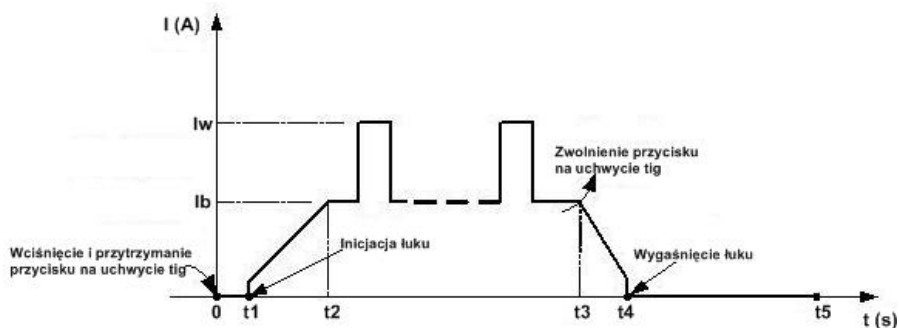 I (A)
Iw
Zwolnienie przycisku
na uchwycie tig
Ib
Wciśnięcie i przytrzymanie
przycisku na uchwycie tig
Inicjacja łuku
Wygaśnięcie łuku
0 t1 t2 t3 t4 t5
t (s)